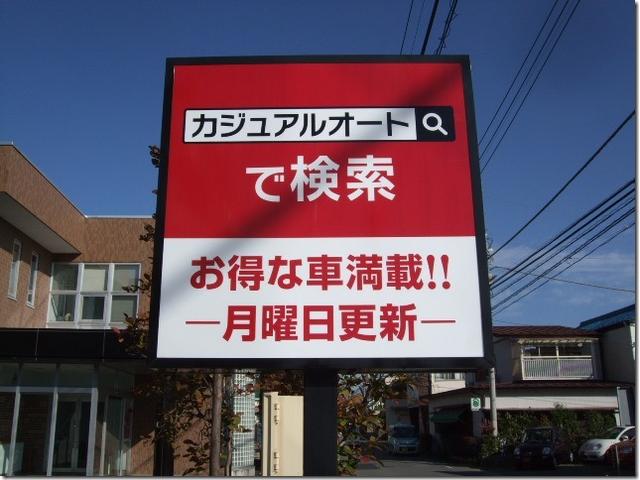 カジュアルオート
で検索
お得な車満載!!
―月曜日更新―